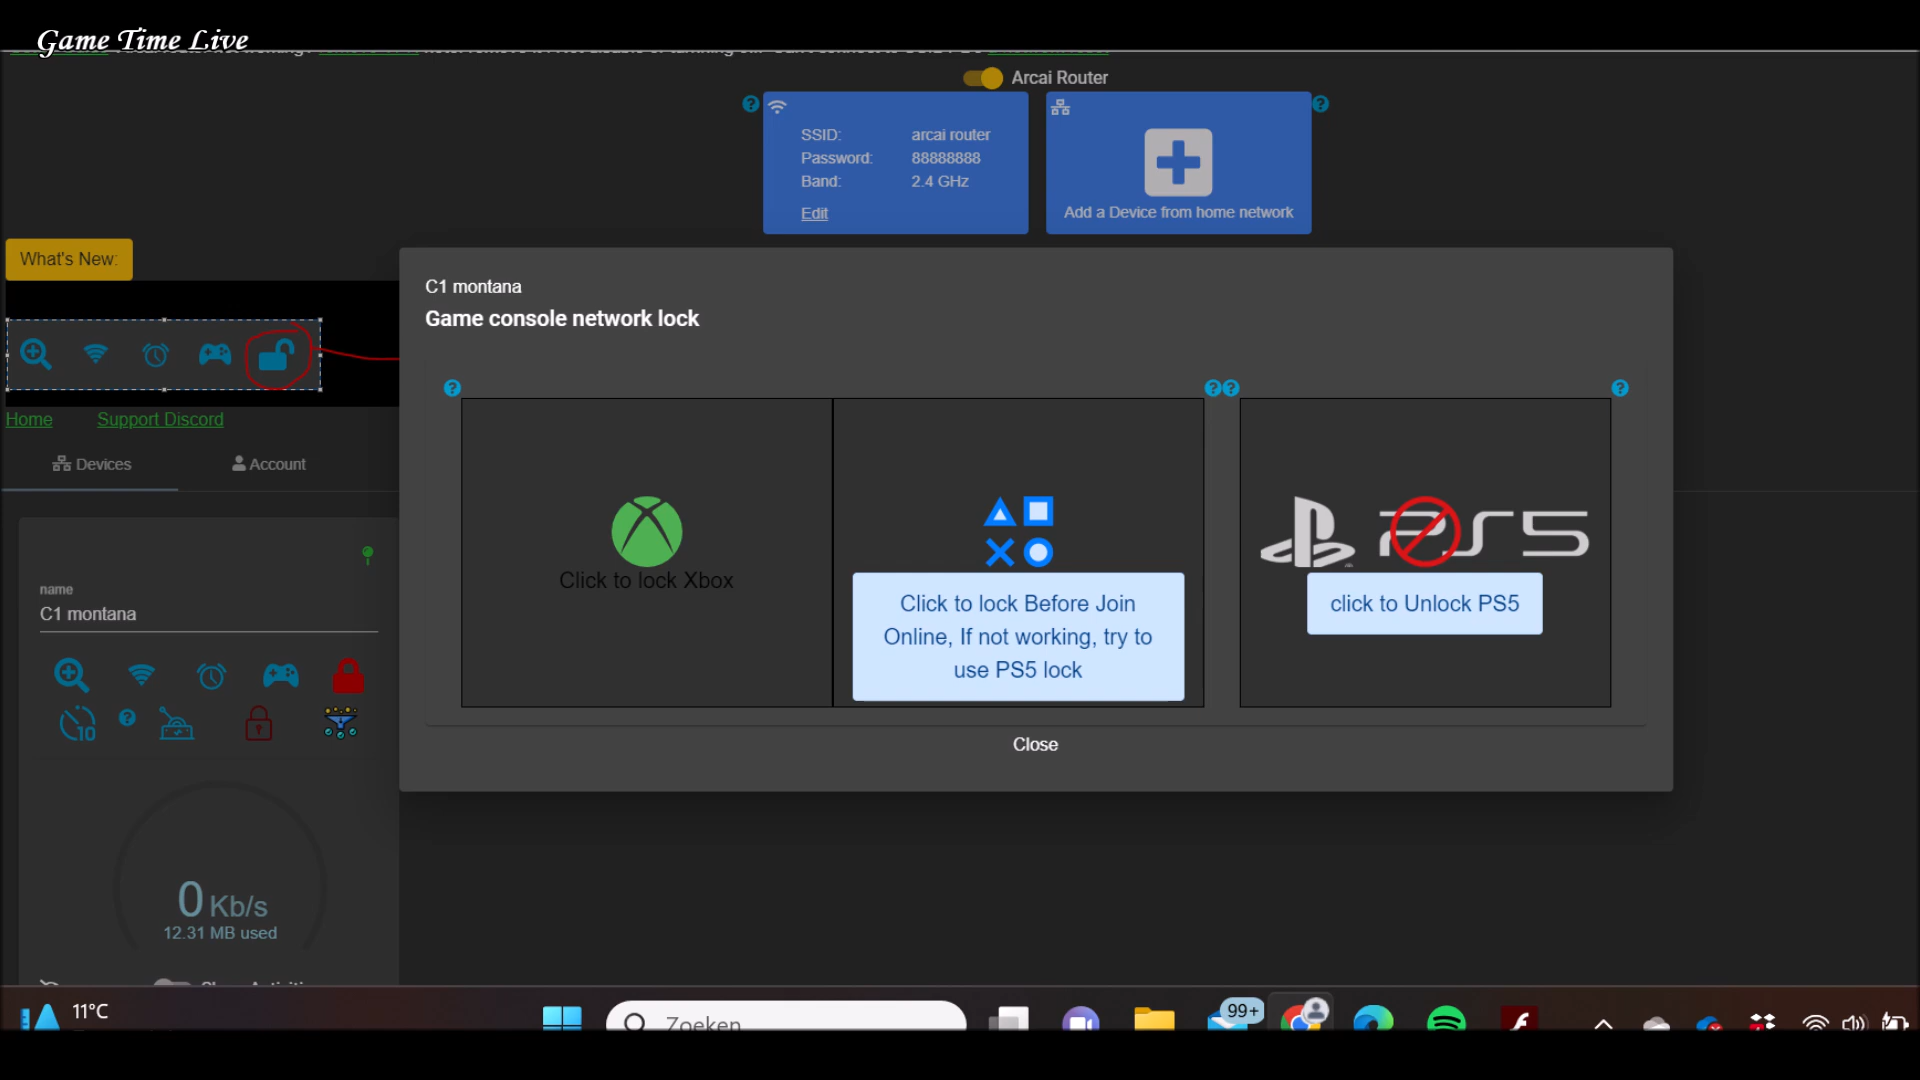 Game Time Live
Arcai Router
SSID: arcai router
Password: 88888888
Band: 2.4 GHz
Edit
Add a Device from home network
What's New:
C1 montana
Game console network lock
Home Support Discord
Devices Account
Click to lock Xbox
Click to lock Before Join
Online, If not working, try to
use PS5 lock
PS5
click to Unlock PS5
name
C1 montana
10
Close
0 Kb/s
12.31 MB used
11°C
Zoeken
99+